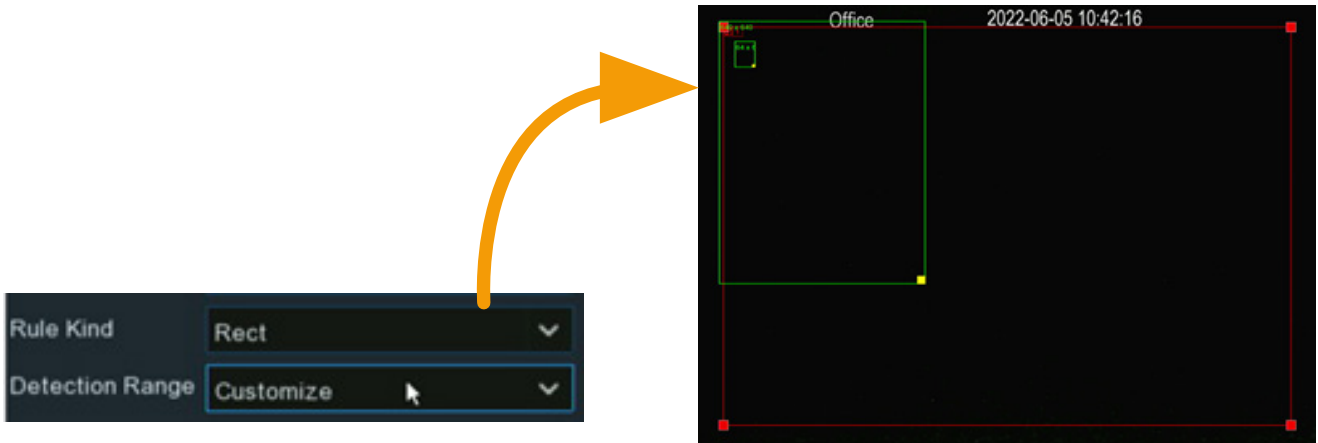 Office 2022-06-05 10:42:16
Rule Kind Rect
Detection Range Customize